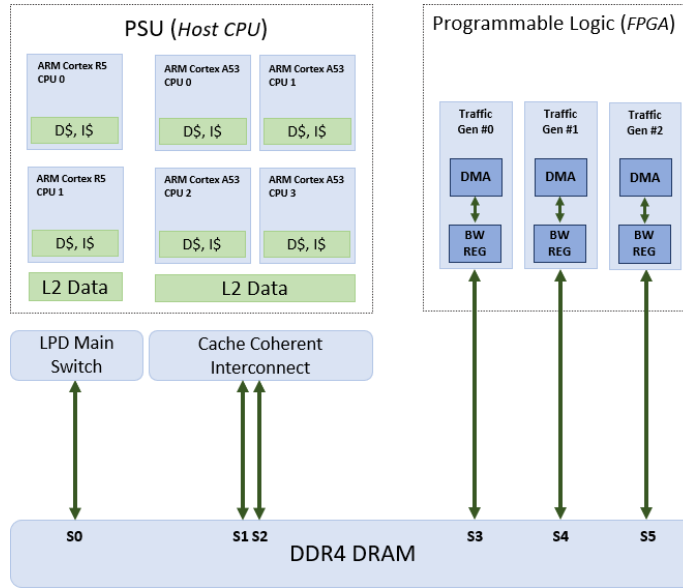 PSU (Host CPU)
ARM Cortex R5
CPU 0
D$, I$
ARM Cortex A53
CPU 0
D$, I$
ARM Cortex A53
CPU 1
D$, I$
ARM Cortex R5
CPU 1
D$, I$
ARM Cortex A53
CPU 2
D$, I$
ARM Cortex A53
CPU 3
D$, I$
L2 Data
L2 Data
LPD Main
Switch
Cache Coherent
Interconnect
Programmable Logic (FPGA)
Traffic
Gen #0
DMA
BW
REG
Traffic
Gen #1
DMA
BW
REG
Traffic
Gen #2
DMA
BW
REG
S0
S1 S2
S3
S4
S5
DDR4 DRAM